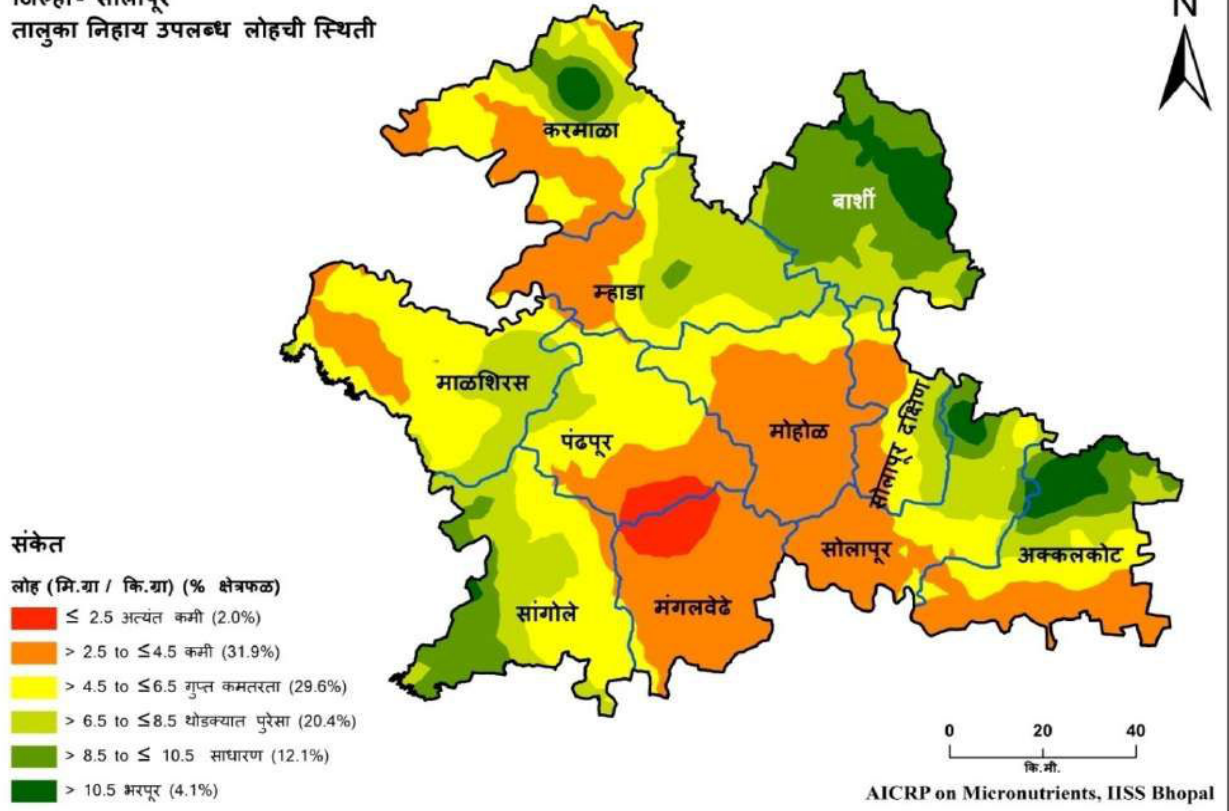 जिल्हा- सोलापूर
तालुका निहाय उपलब्ध लोहची स्थिती
N
करमाळा
बार्शी
म्हाडा
माळशिरस
पंढपूर
मोहोळ
सोलापूर दक्षिण
सोलापूर
अक्कलकोट
सांगोले
मंगलवेढे
संकेत
लोह (मि.ग्रा / कि.ग्रा) (% क्षेत्रफळ)
≤ 2.5 अत्यंत कमी (2.0%)
> 2.5 to ≤4.5 कमी (31.9%)
> 4.5 to ≤6.5 गुप्त कमतरता (29.6%)
> 6.5 to ≤8.5 थोडक्यात पुरेसा (20.4%)
> 8.5 to ≤ 10.5 साधारण (12.1%)
> 10.5 भरपूर (4.1%)
0 20 40
कि.मी.
AICRP on Micronutrients, IISS Bhopal